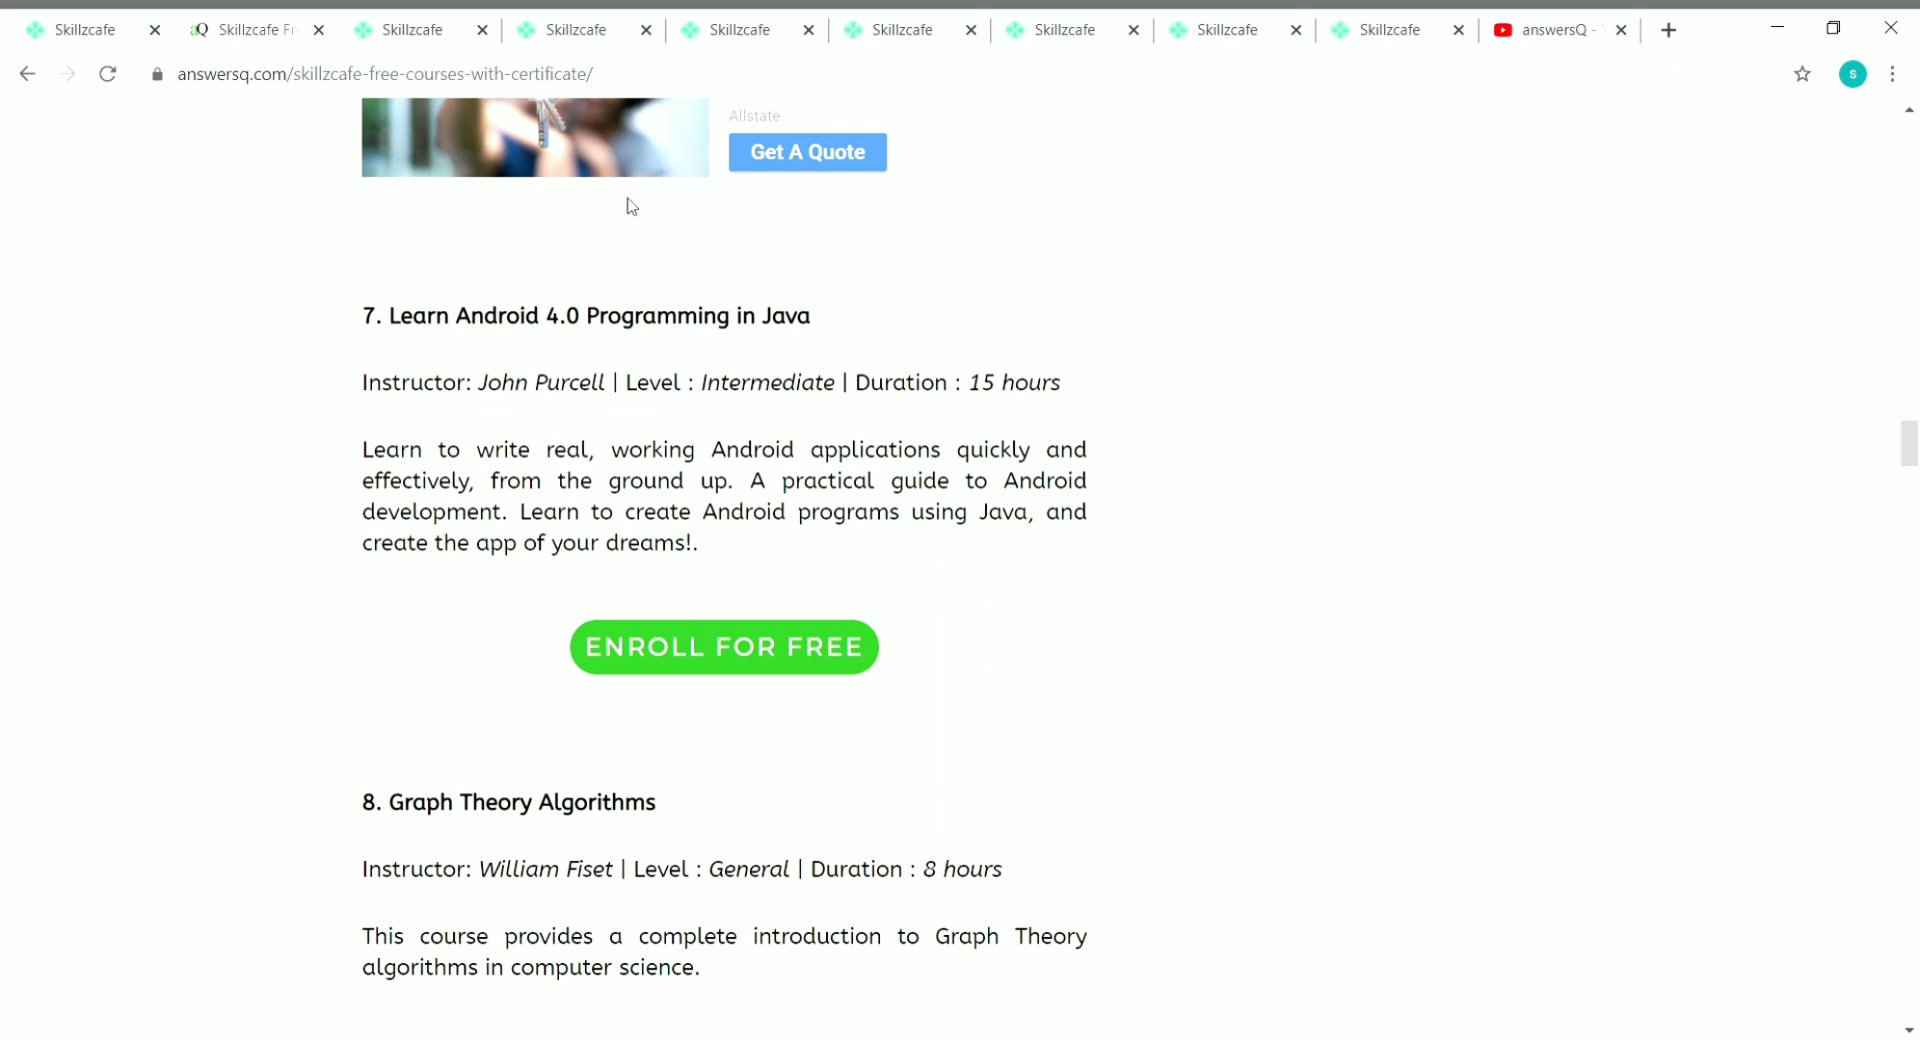 Skillzcafe
Skillzcafe Fr
Skillzcafe
Skillzcafe
Skillzcafe
Skillzcafe
Skillzcafe
Skillzcafe
Skillzcafe
answersQ -
answersq.com/skillzcafe-free-courses-with-certificate/
S
Allstate
Get A Quote
7. Learn Android 4.0 Programming in Java
Instructor: John Purcell | Level : Intermediate | Duration : 15 hours
Learn to write real, working Android applications quickly and
effectively, from the ground up. A practical guide to Android
development. Learn to create Android programs using Java, and
create the app of your dreams!.
ENROLL FOR FREE
8. Graph Theory Algorithms
Instructor: William Fiset | Level : General | Duration : 8 hours
This course provides a complete introduction to Graph Theory
algorithms in computer science.